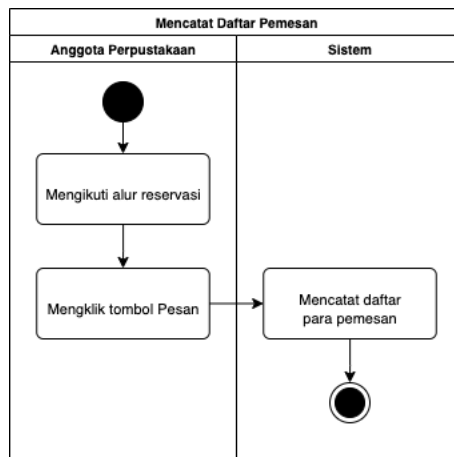 Mencatat Daftar Pemesan
Anggota Perpustakaan
Sistem
Mengikuti alur reservasi
Mengklik tombol Pesan
Mencatat daftar
para pemesan